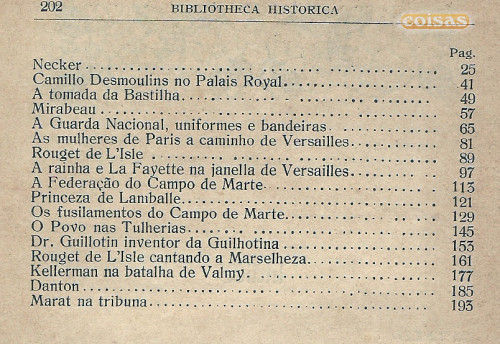 202 BIBLIOTHECA HISTORICA coisas
Pag.
Necker 25
Camillo Desmoulins no Palais Royal 41
A tomada da Bastilha 49
Mirabeau 57
A Guarda Nacional, uniformes e bandeiras 65
As mulheres de Paris a caminho de Versailles 81
Rouget de L'Isle 89
A rainha e La Fayette na janella de Versailles 97
A Federação do Campo de Marte 113
Princeza de Lamballe 121
Os fusilamentos do Campo de Marte 129
O Povo nas Tulherias 145
Dr. Guillotin inventor da Guilhotina 153
Rouget de L'Isle cantando a Marselheza 161
Kellerman na batalha de Valmy 177
Danton 185
Marat na tribuna 193